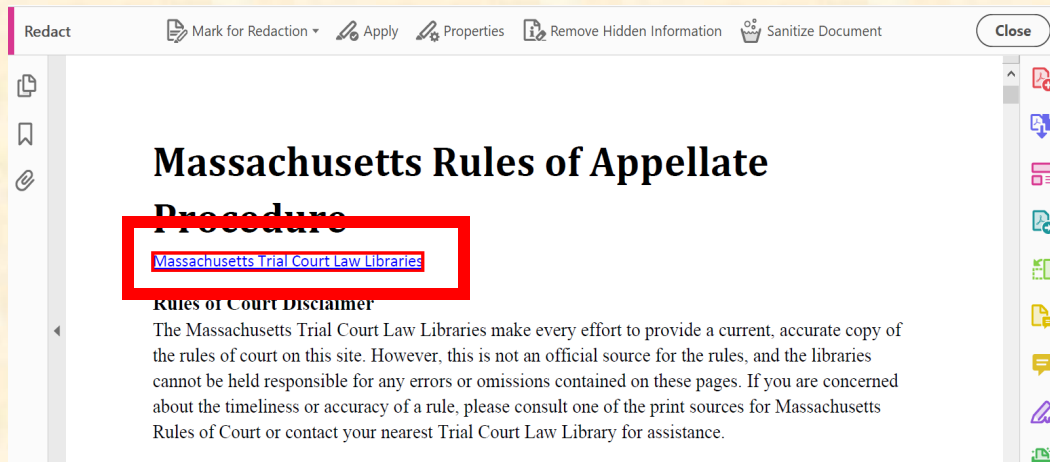 Redact Mark for Redaction Apply Properties Remove Hidden Information Sanitize Document Close
Massachusetts Rules of Appellate
Procedure
Massachusetts Trial Court Law Libraries
Rules of Court Disclaimer
The Massachusetts Trial Court Law Libraries make every effort to provide a current, accurate copy of
the rules of court on this site. However, this is not an official source for the rules, and the libraries
cannot be held responsible for any errors or omissions contained on these pages. If you are concerned
about the timeliness or accuracy of a rule, please consult one of the print sources for Massachusetts
Rules of Court or contact your nearest Trial Court Law Library for assistance.